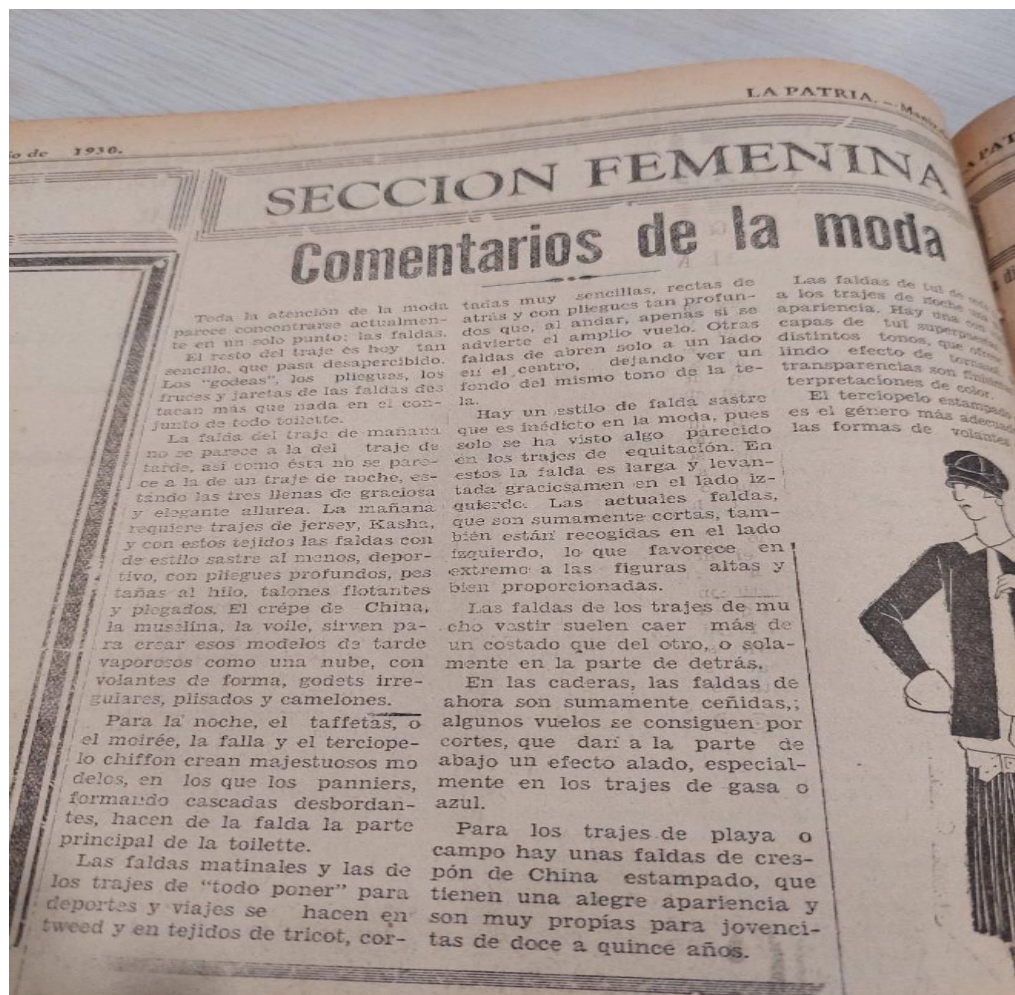 de 1930.
LA PATRIA. —
SECCION FEMENINA
Comentarios de la moda
Toda la atención de la moda
parece concentrarse actualmen-
te en un solo punto: las faldas.
El resto del traje es hoy tan
sencillo, que pasa desapercibido.
Los "godeas", los pliegues, los
fruces y jaretas de las faldas des
tacan más que nada en el con-
junto de todo toilette.
La falda del traje de mañana
no se parece a la del traje de
tarde, así como ésta no se pare-
ce a la de un traje de noche, es-
tando las tres llenas de graciosa
y elegante allurea. La mañana
requiere trajes de jersey, Kasha,
y con estos tejidos las faldas con
de estilo sastre al menos, depor-
tivo, con pliegues profundos, pes
tañas al hilo, talones flotantes
y plegados. El crépe de China,
la muselina, la voile, sirven pa-
ra crear esos modelos de tarde
vaporosos como una nube, con
volantes de forma, godets irre-
gulares, plisados y camelones.
Para la noche, el taffetas, o
el moirée, la falla y el terciope-
lo chiffon crean majestuosos mo
delos, en los que los panniers,
formando cascadas desbordan-
tes, hacen de la falda la parte
principal de la toilette.
Las faldas matinales y las de
los trajes de "todo poner" para
deportes y viajes se hacen en
tweed y en tejidos de tricot, cor-
tadas muy sencillas, rectas de
atrás y con pliegues tan profun-
dos que, al andar, apenas si se
advierte el amplio vuelo. Otras
faldas de abren solo a un lado
en el centro, dejando ver un
fondo del mismo tono de la te-
la.
Hay un estilo de falda sastre
que es inédicto en la moda, pues
solo se ha visto algo parecido
en los trajes de equitación. En
estos la falda es larga y levan-
tada gracicsamen en el lado iz-
quierdo. Las actuales faldas,
que son sumamente cortas, tam-
bién están recogidas en el lado
izquierdo, lo que favorece en
extremo a las figuras altas y
bien proporcionadas.
Las faldas de los trajes de mu
cho vestir suelen caer más de
un costado que del otro, o sola-
mente en la parte de detrás.
En las caderas, las faldas de
ahora son sumamente ceñidas,;
algunos vuelos se consiguen por
cortes, que dan a la parte de
abajo un efecto alado, especial-
mente en los trajes de gasa o
azul.
Para los trajes de playa o
campo hay unas faldas de cres-
pón de China estampado, que
tienen una alegre apariencia y
son muy propias para jovenci-
tas de doce a quince años.
Las faldas de tul de
a los trajes de noche una
apariencia. Hay una con
capas de tul
distintos tonos, que
lindo efecto de
transparencias son
terpretaciones de color.
El terciopelo estampado
es el género más adecuado
las formas de volantes